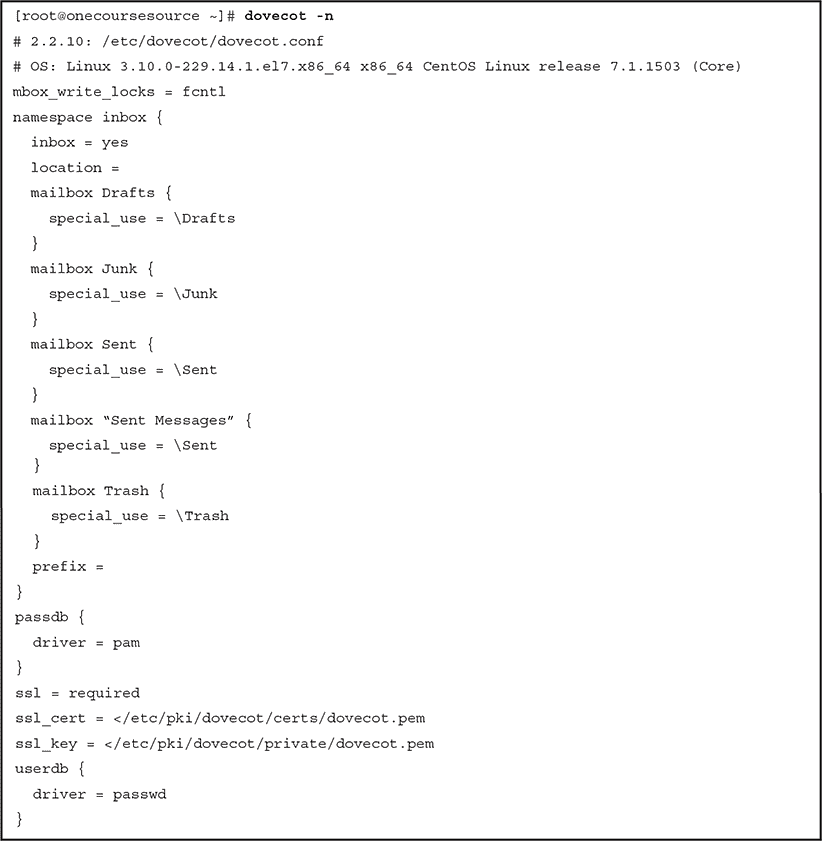 [root@onecoursesource ~]# dovecot -n
# 2.2.10: /etc/dovecot/dovecot.conf
# OS: Linux 3.10.0-229.14.1.el7.x86_64 x86_64 CentOS Linux release 7.1.1503 (Core)
mbox_write_locks = fcntl
namespace inbox {
  inbox = yes
  location =
  mailbox Drafts {
    special_use = \Drafts
  }
  mailbox Junk {
    special_use = \Junk
  }
  mailbox Sent {
    special_use = \Sent
  }
  mailbox “Sent Messages” {
    special_use = \Sent
  }
  mailbox Trash {
    special_use = \Trash
  }
  prefix =
}
passdb {
  driver = pam
}
ssl = required
ssl_cert = </etc/pki/dovecot/certs/dovecot.pem
ssl_key = </etc/pki/dovecot/private/dovecot.pem
userdb {
  driver = passwd
}